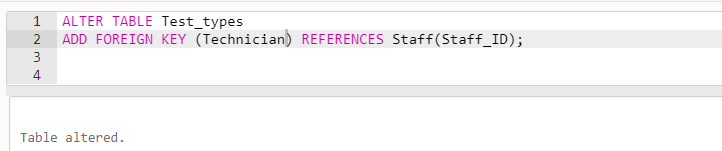 1 ALTER TABLE Test_types
2 ADD FOREIGN KEY (Technician) REFERENCES Staff(Staff_ID);
3
4
Table altered.